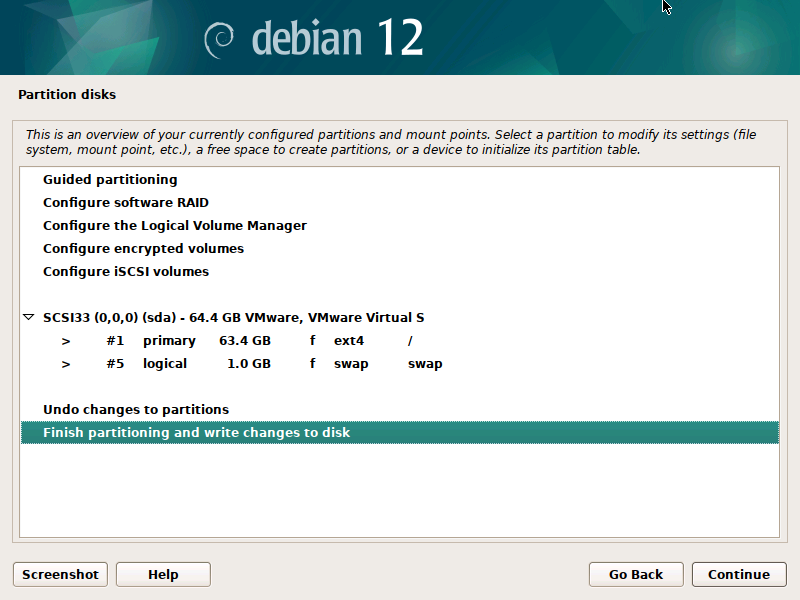 debian 12
Partition disks
This is an overview of your currently configured partitions and mount points. Select a partition to modify its settings (file
system, mount point, etc.), a free space to create partitions, or a device to initialize its partition table.
Guided partitioning
Configure software RAID
Configure the Logical Volume Manager
Configure encrypted volumes
Configure iSCSI volumes
SCSI33 (0,0,0) (sda) - 64.4 GB VMware, VMware Virtual S
> #1 primary 63.4 GB f ext4 /
> #5 logical 1.0 GB f swap swap
Undo changes to partitions
Finish partitioning and write changes to disk
Screenshot Help Go Back Continue